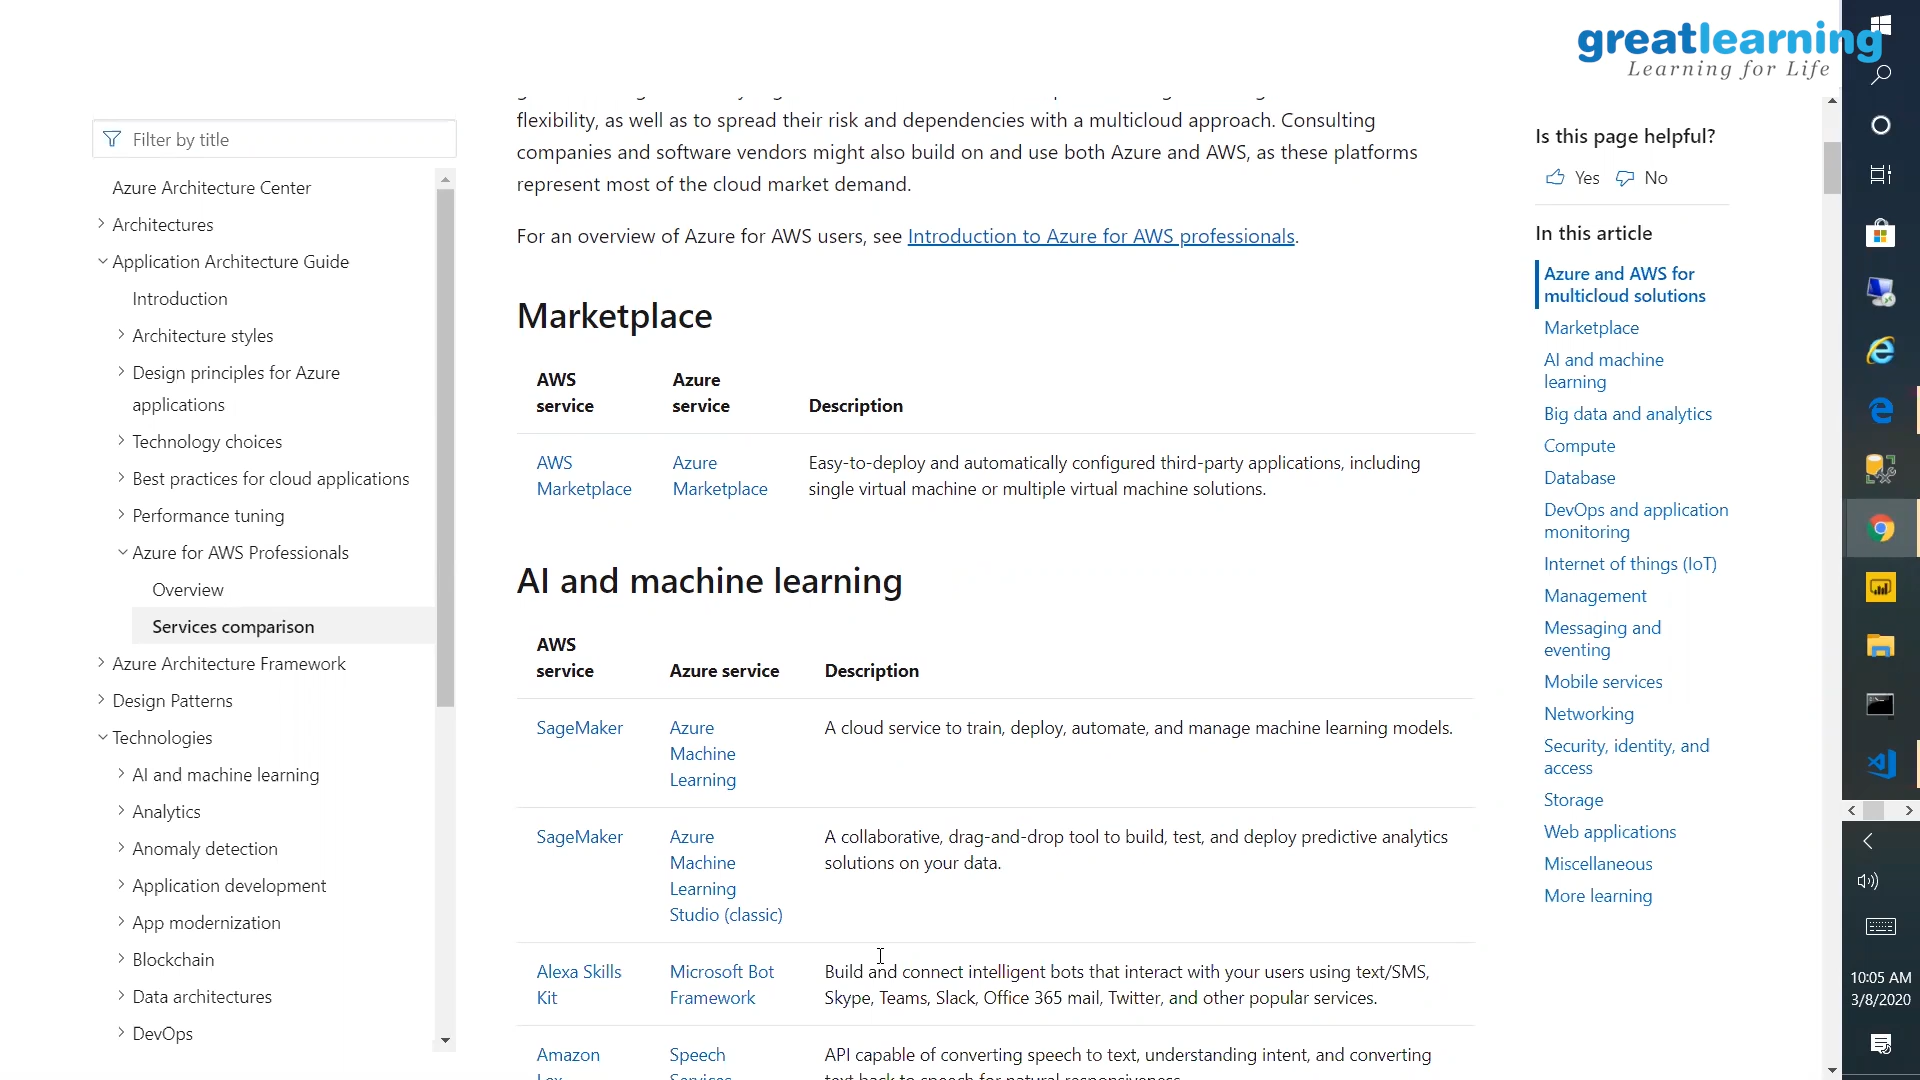 greatlearning
Learning for Life
Filter by title
Azure Architecture Center
Architectures
Application Architecture Guide
Introduction
Architecture styles
Design principles for Azure
applications
Technology choices
Best practices for cloud applications
Performance tuning
Azure for AWS Professionals
Overview
Services comparison
Azure Architecture Framework
Design Patterns
Technologies
AI and machine learning
Analytics
Anomaly detection
Application development
App modernization
Blockchain
Data architectures
DevOps
flexibility, as well as to spread their risk and dependencies with a multicloud approach. Consulting
companies and software vendors might also build on and use both Azure and AWS, as these platforms
represent most of the cloud market demand.
For an overview of Azure for AWS users, see Introduction to Azure for AWS professionals.
Marketplace
AWS
service
Azure
service
Description
AWS
Marketplace
Azure
Marketplace
Easy-to-deploy and automatically configured third-party applications, including
single virtual machine or multiple virtual machine solutions.
AI and machine learning
AWS
service
Azure service
Description
SageMaker
Azure
Machine
Learning
A cloud service to train, deploy, automate, and manage machine learning models.
SageMaker
Azure
Machine
Learning
Studio (classic)
A collaborative, drag-and-drop tool to build, test, and deploy predictive analytics
solutions on your data.
Alexa Skills
Kit
Microsoft Bot
Framework
Build and connect intelligent bots that interact with your users using text/SMS,
Skype, Teams, Slack, Office 365 mail, Twitter, and other popular services.
Amazon
Lex
Speech
Services
API capable of converting speech to text, understanding intent, and converting
text back to speech for natural responsiveness.
Is this page helpful?
Yes
No
In this article
Azure and AWS for
multicloud solutions
Marketplace
AI and machine
learning
Big data and analytics
Compute
Database
DevOps and application
monitoring
Internet of things (IoT)
Management
Messaging and
eventing
Mobile services
Networking
Security, identity, and
access
Storage
Web applications
Miscellaneous
More learning
10:05 AM
3/8/2020